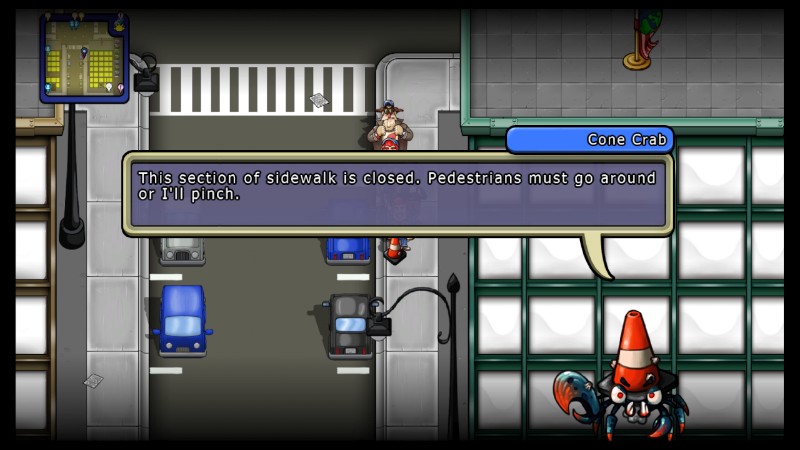 Cone Crab
This section of sidewalk is closed. Pedestrians must go around
or I'll pinch.